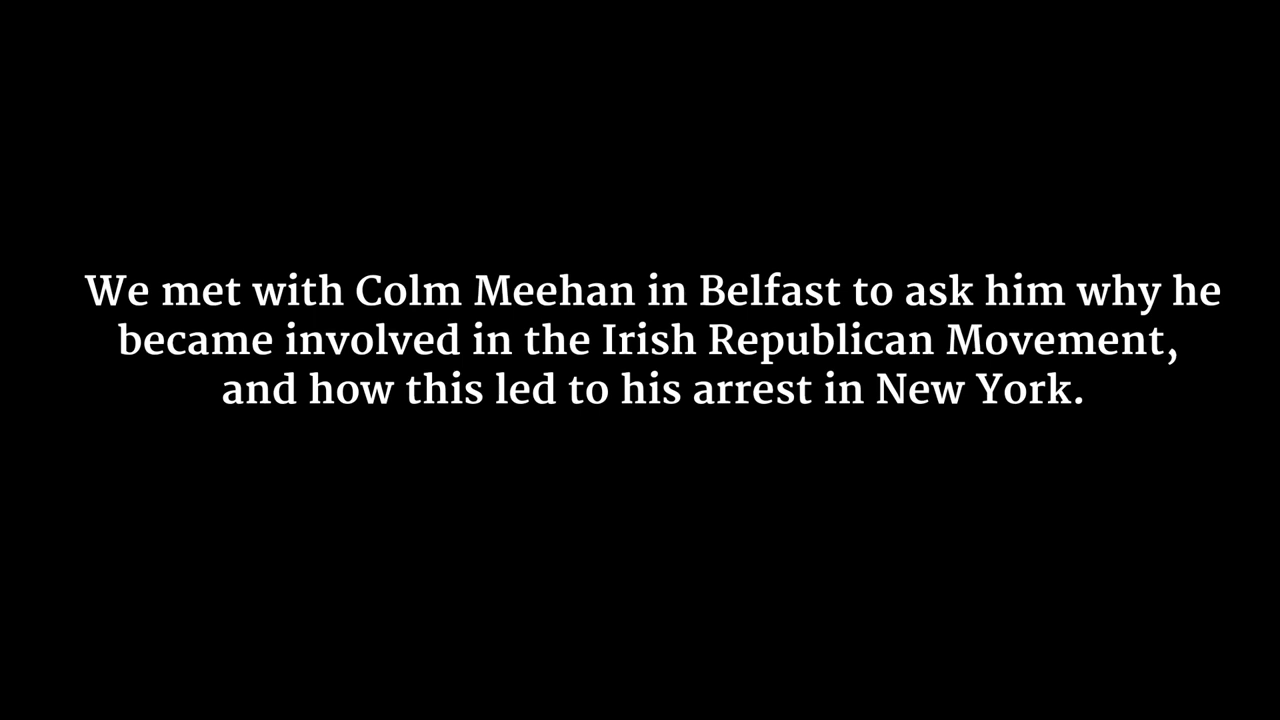 We met with Colm Meehan in Belfast to ask him why he
became involved in the Irish Republican Movement,
and how this led to his arrest in New York.